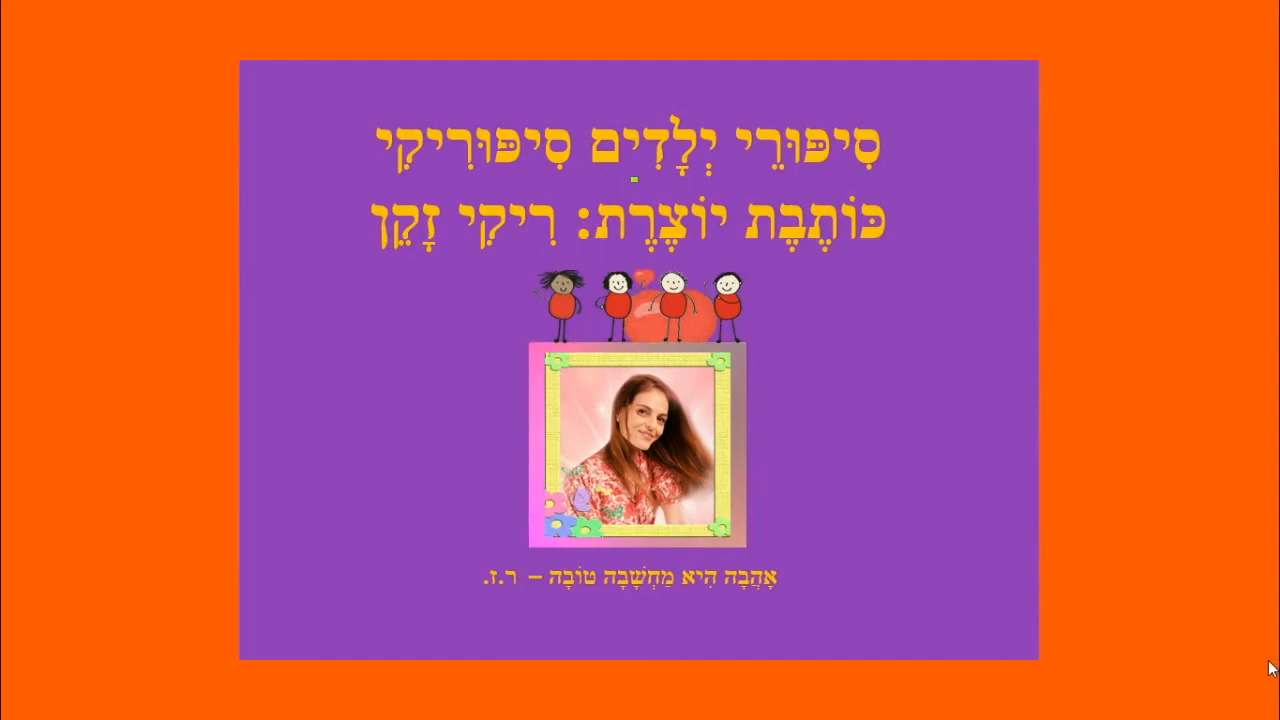 סִיפּוּרֵי יְלָדִים סִיפּוּרִיקִי
כּוֹתֶבֶת יוֹצֶרֶת: רִיקִי זָקֵן
אָהֲבָה הִיא מַחְשָׁבָה טוֹבָה – ר.ז.